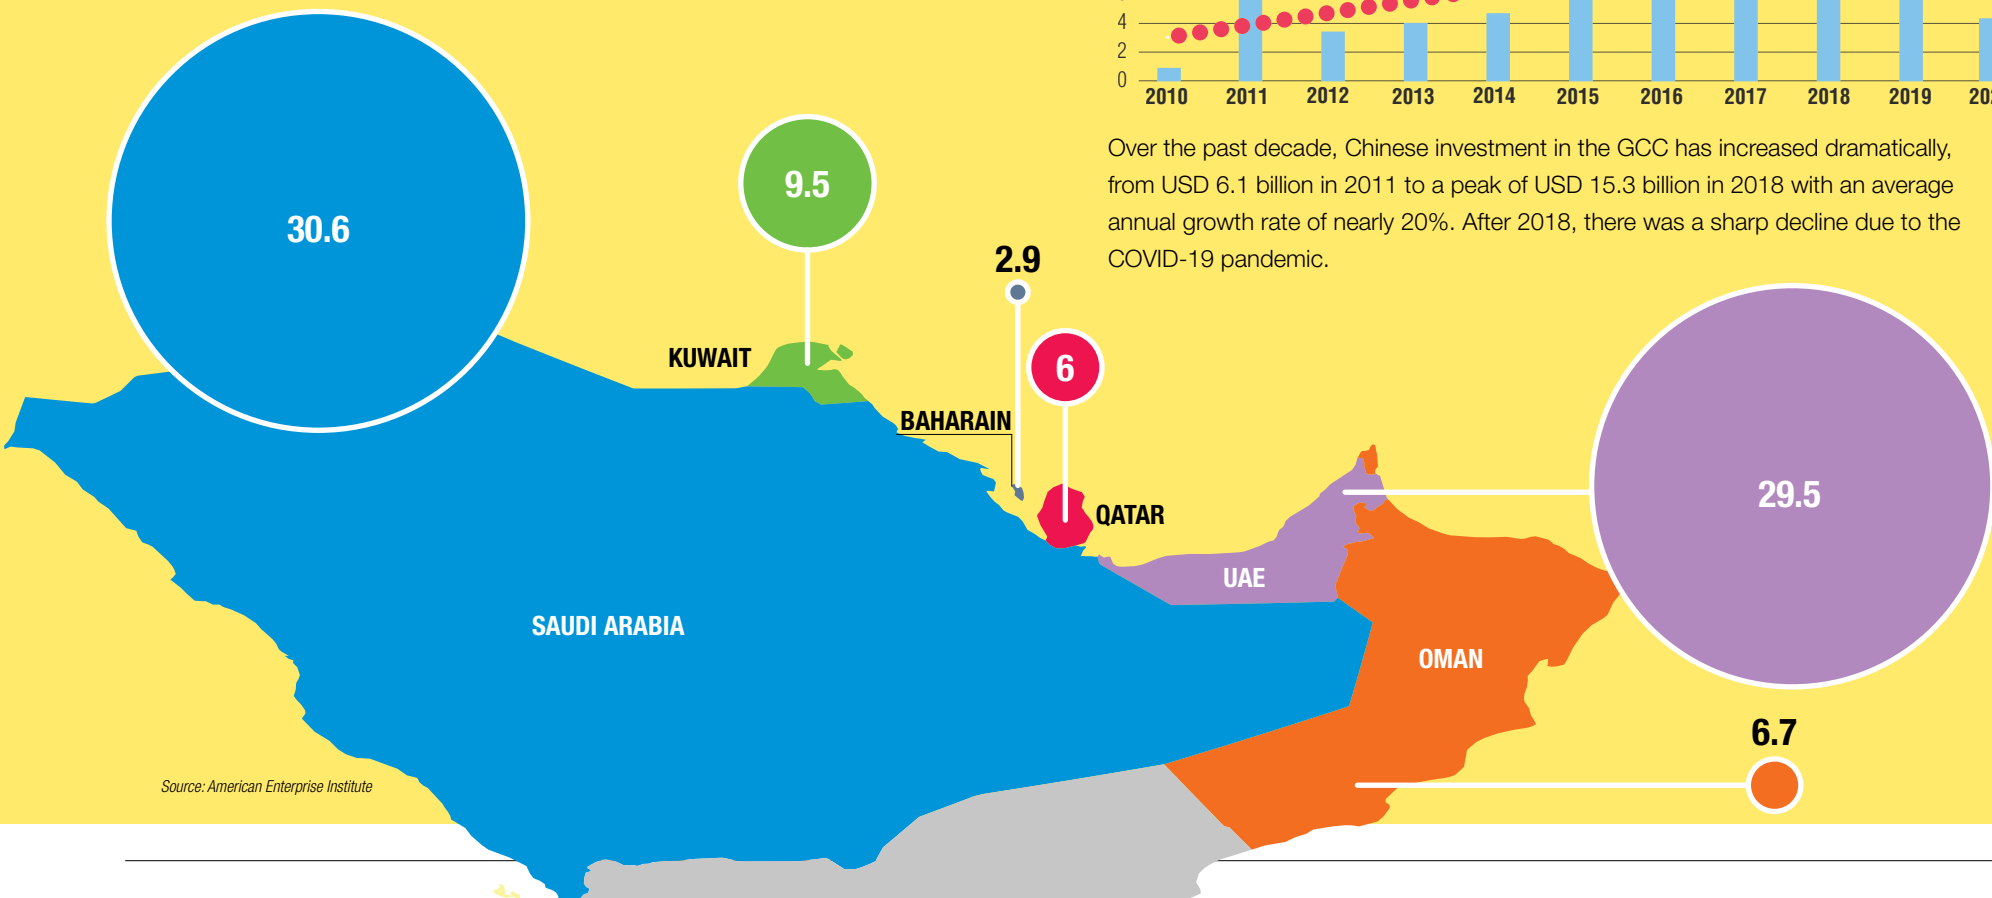 4
2
0
2010 2011 2012 2013 2014 2015 2016 2017 2018 2019
Over the past decade, Chinese investment in the GCC has increased dramatically,
from USD 6.1 billion in 2011 to a peak of USD 15.3 billion in 2018 with an average
annual growth rate of nearly 20%. After 2018, there was a sharp decline due to the
COVID-19 pandemic.
30.6
9.5
2.9
KUWAIT
6
BAHARAIN
29.5
QATAR
UAE
SAUDI ARABIA
OMAN
6.7
Source: American Enterprise Institute